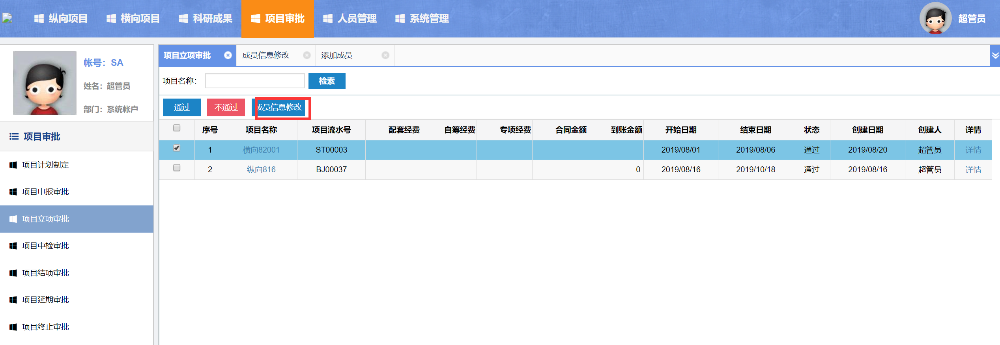 纵向项目 横向项目 科研成果 项目审批 人员管理 系统管理 超管员
帐号：SA
姓名：超管员
部门：系统帐户
项目审批
项目计划制定
项目申报审批
项目立项审批
项目中检审批
项目结项审批
项目延期审批
项目终止审批
项目立项审批 成员信息修改 添加成员
项目名称： 检索
通过 不通过 成员信息修改
序号 项目名称 项目流水号 配套经费 自筹经费 专项经费 合同金额 到账金额 开始日期 结束日期 状态 创建日期 创建人 详情
1 横向82001 ST00003 2019/08/01 2019/08/06 通过 2019/08/20 超管员 详情
2 纵向816 BJ00037 0 2019/08/16 2019/10/18 通过 2019/08/16 超管员 详情